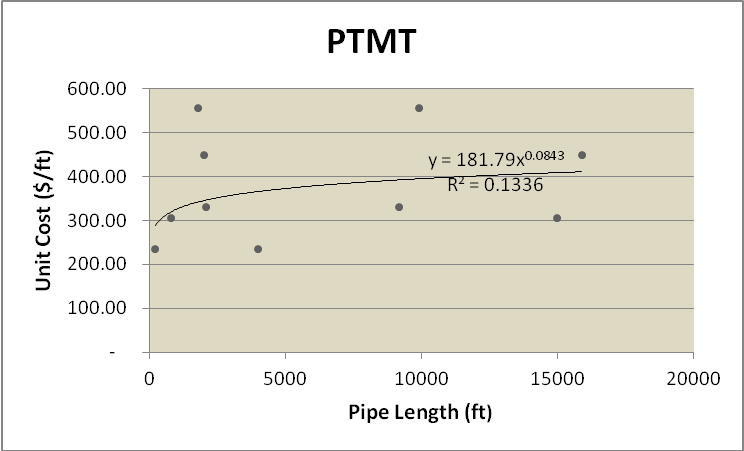 PTMT
600.00
500.00
400.00
300.00
200.00
100.00
-
Unit Cost ($/ft)
y = 181.79x^0.0843
R² = 0.1336
0 5000 10000 15000 20000
Pipe Length (ft)